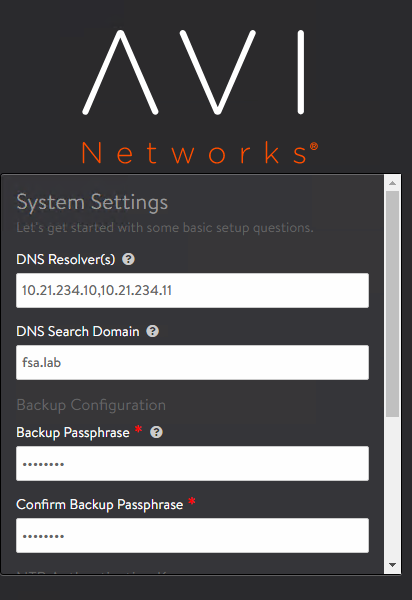 AVI
Networks®
System Settings
Let's get started with some basic setup questions.
DNS Resolver(s) ?
10.21.234.10,10.21.234.11
DNS Search Domain ?
fsa.lab
Backup Configuration
Backup Passphrase * ?
••••••••
Confirm Backup Passphrase *
••••••••